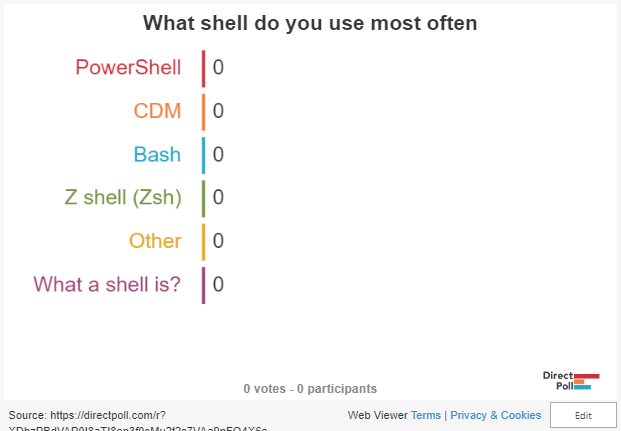 What shell do you use most often
PowerShell 0
CDM 0
Bash 0
Z shell (Zsh) 0
Other 0
What a shell is? 0
Direct
Poll
0 votes - 0 participants
Source: https://directpoll.com/r?
Web Viewer Terms | Privacy & Cookies
Edit